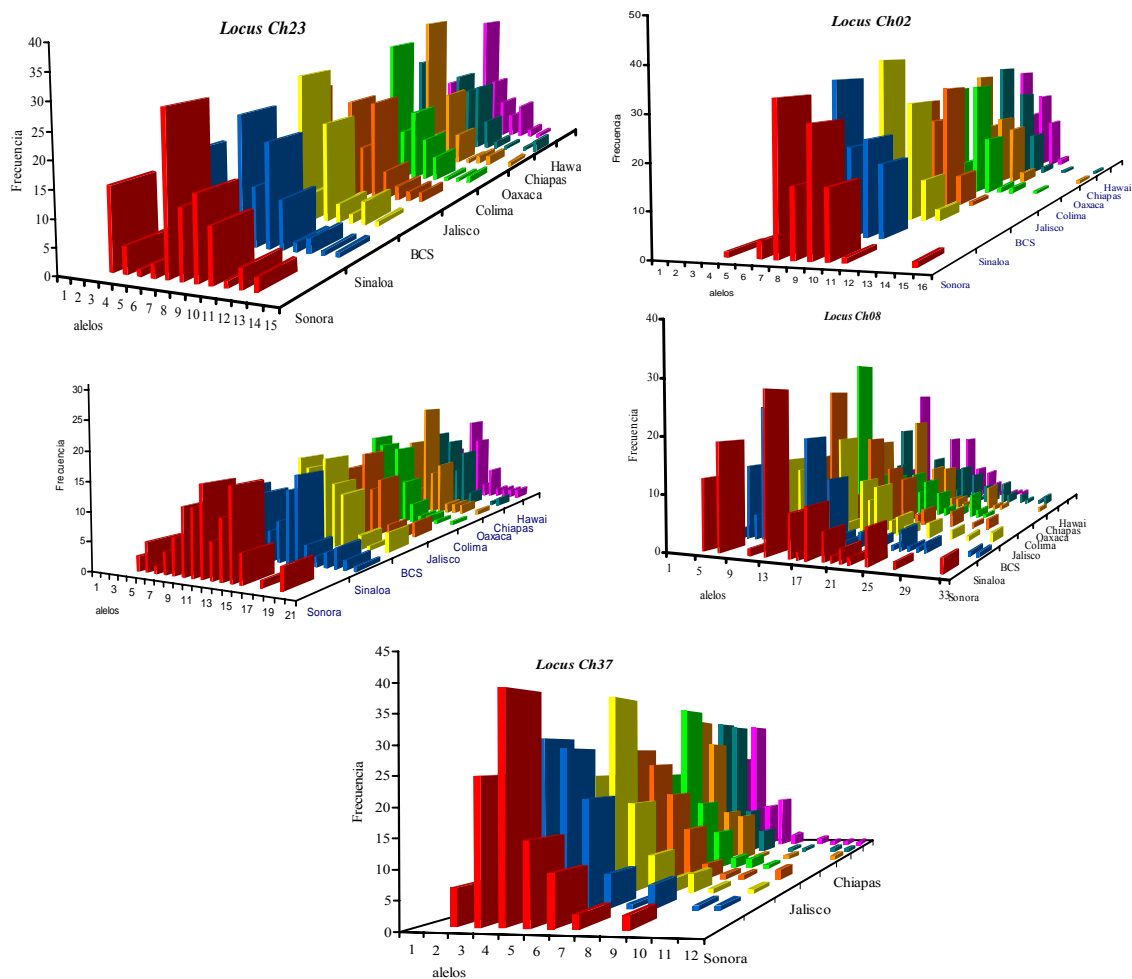 Locus Ch23
40
35
30
25
20
15
10
5
0
Frecuencia
1 2 3 4 5 6 7 8 9 10 11 12 13 14 15
alelos
Sonora
Sinaloa
BCS
Jalisco
Colima
Oaxaca
Chiapas
Hawa
Locus Ch02
50
40
30
20
10
0
Frecuencia
1 2 3 4 5 6 7 8 9 10 11 12 13 14 15 16
alelos
Sonora
Sinaloa
BCS
Jalisco
Colima
Oaxaca
Chiapas
Hawai
30
25
20
15
10
5
0
Frecuencia
1 3 5 7 9 11 13 15 17 19 21
alelos
Sonora
Sinaloa
BCS
Jalisco
Colima
Oaxaca
Chiapas
Hawai
Locus Ch08
40
30
20
10
0
Frecuencia
1 5 9 13 17 21 25 29 33
alelos
Sonora
Sinaloa
BCS
Jalisco
Colima
Oaxaca
Chiapas
Hawai
Locus Ch37
45
40
35
30
25
20
15
10
5
0
Frecuencia
1 2 3 4 5 6 7 8 9 10 11 12
alelos
Sonora
Jalisco
Chiapas